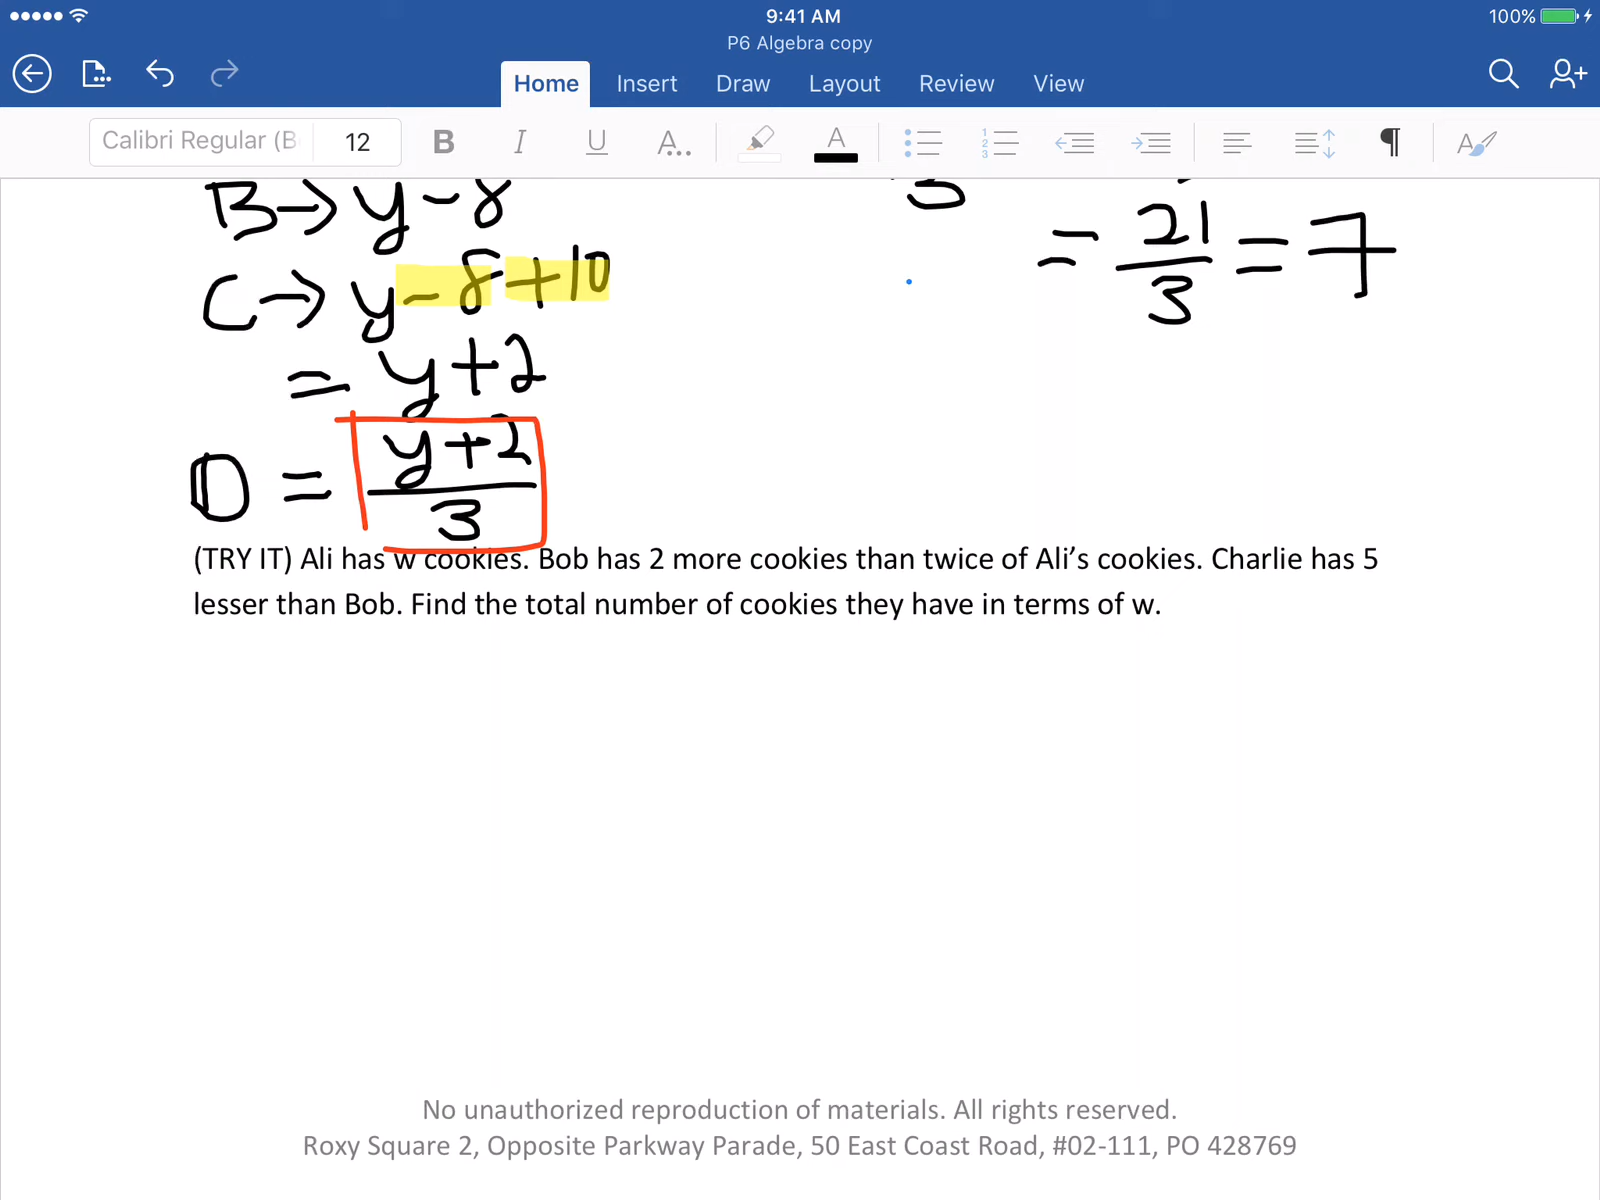 9:41 AM
100%
P6 Algebra copy
Home Insert Draw Layout Review View
Calibri Regular (B 12 B I U A.. A
B → y - 8
C → y - 8 + 10
= y + 2
D = y + 2
3
= 21 = 7
3
(TRY IT) Ali has w cookies. Bob has 2 more cookies than twice of Ali’s cookies. Charlie has 5
lesser than Bob. Find the total number of cookies they have in terms of w.
No unauthorized reproduction of materials. All rights reserved.
Roxy Square 2, Opposite Parkway Parade, 50 East Coast Road, #02-111, PO 428769